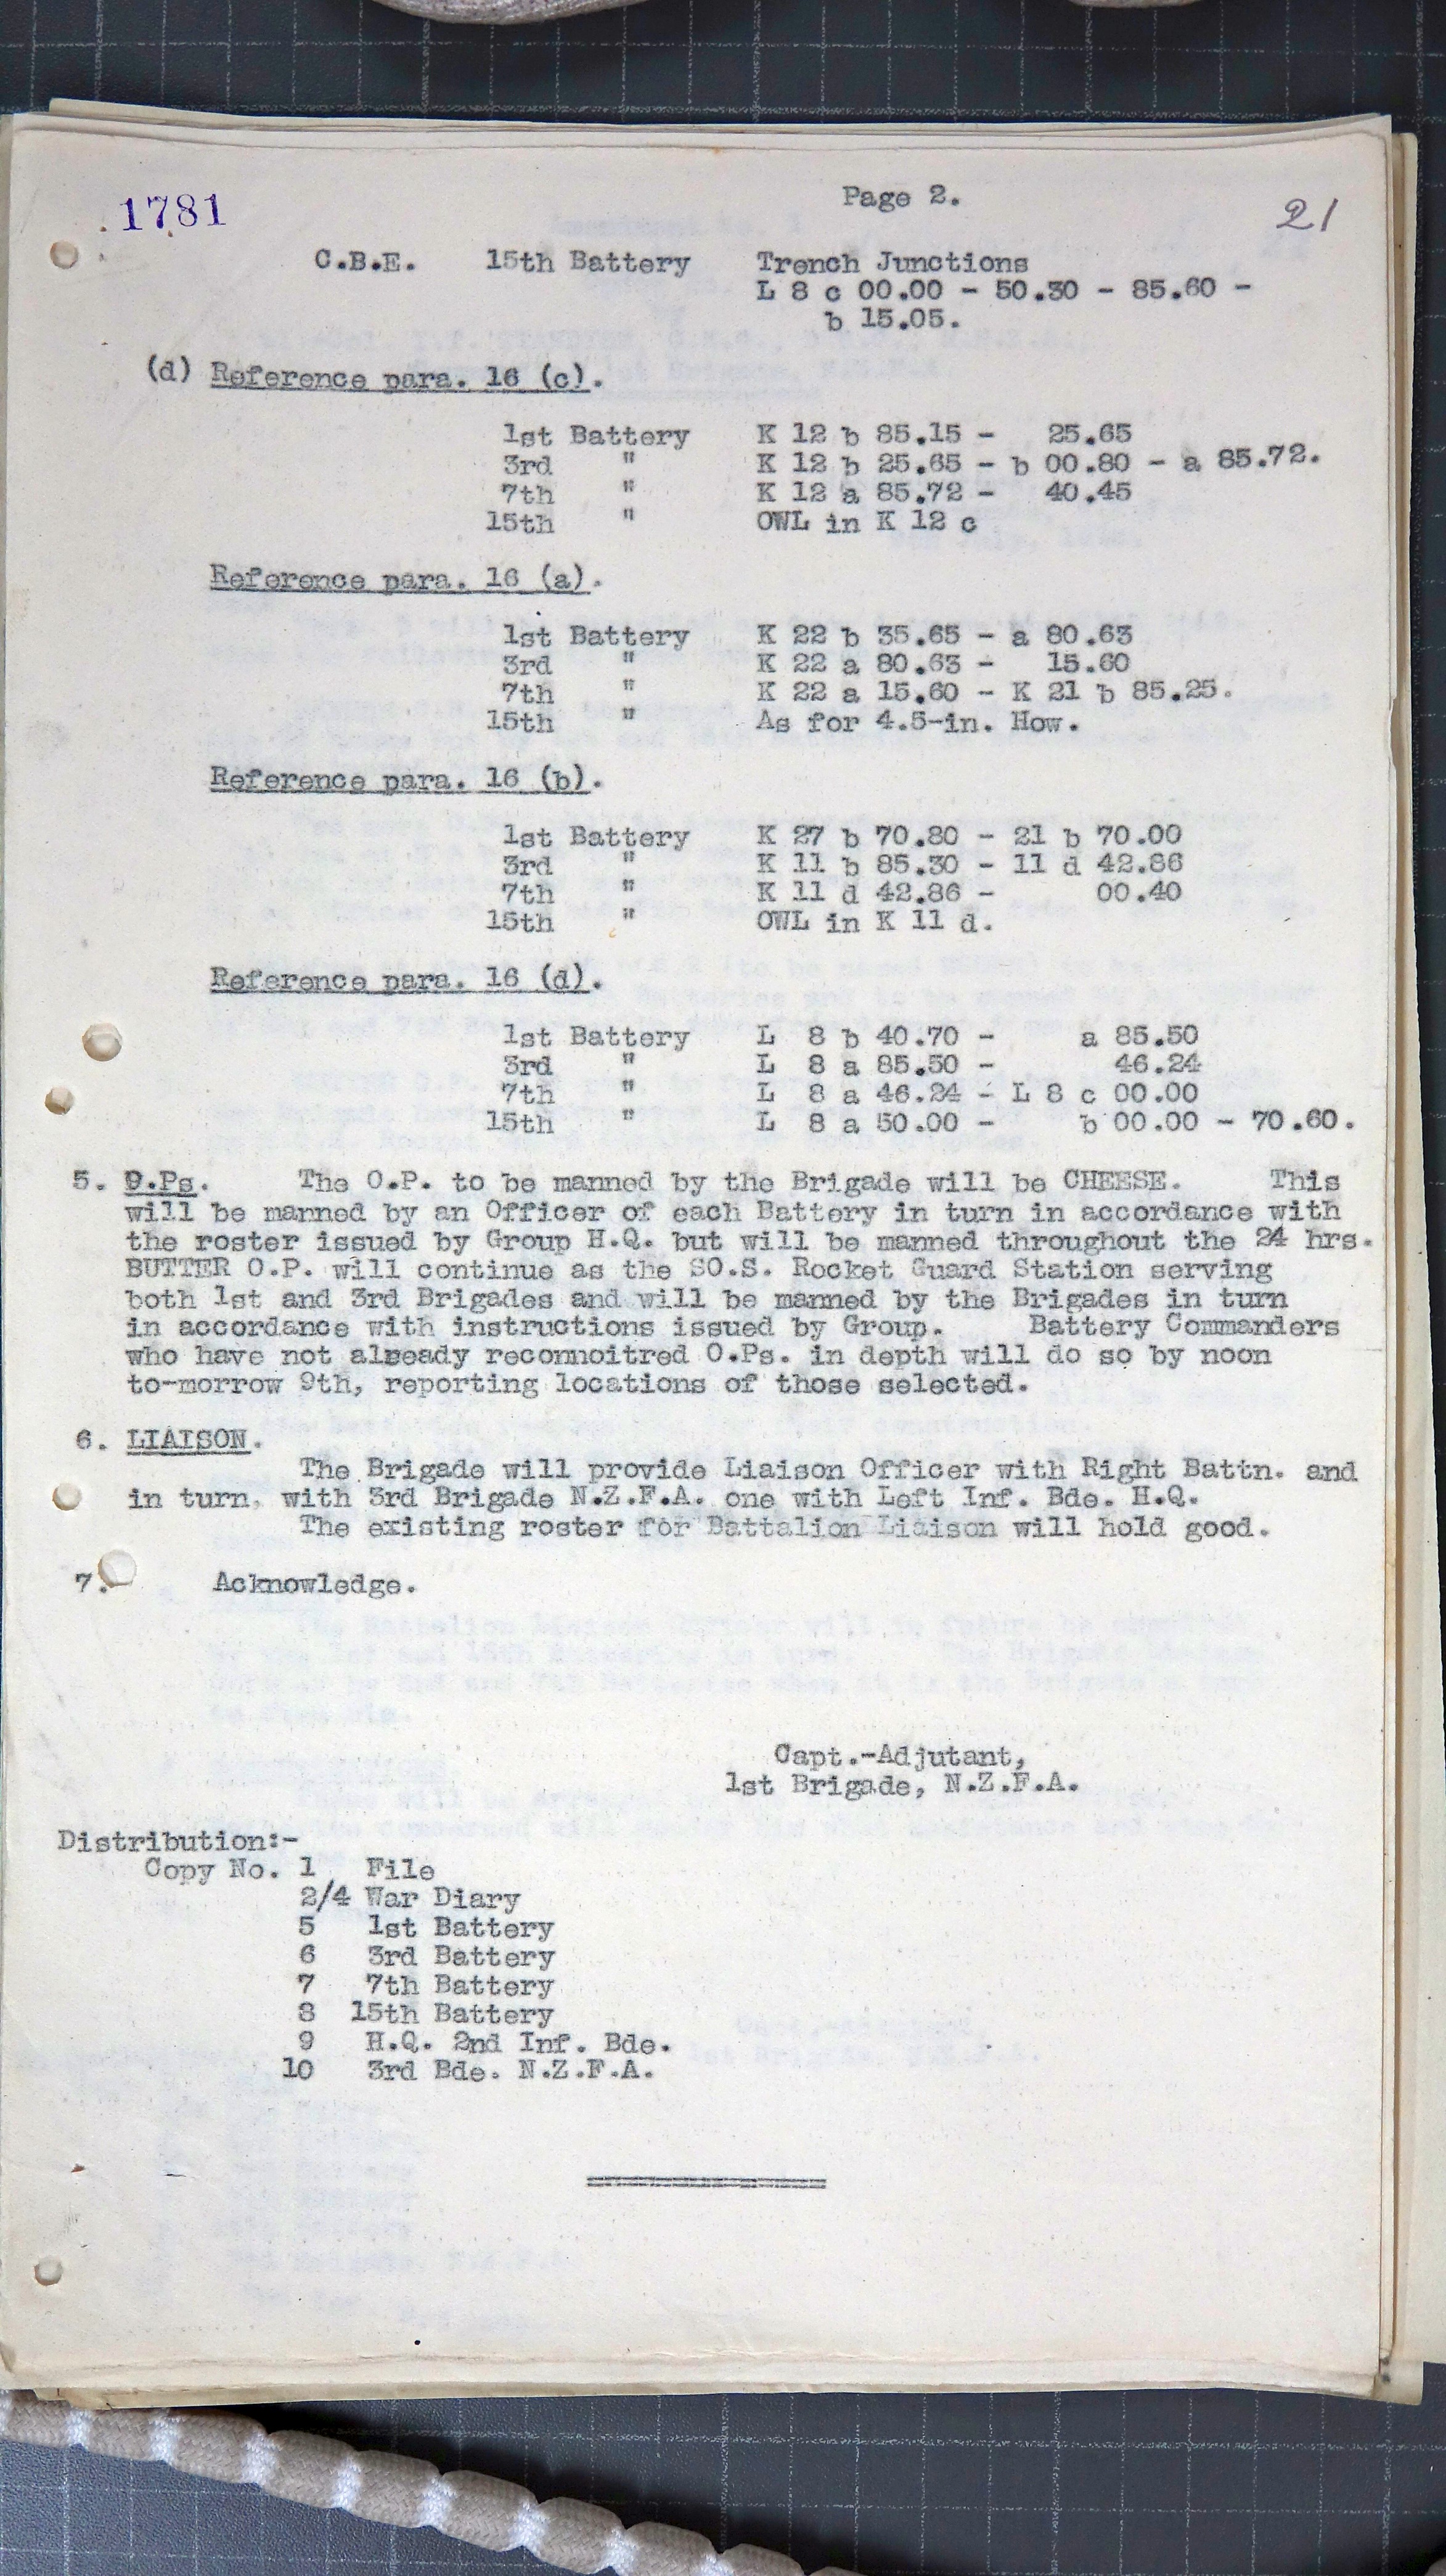 1781
Page 2.
21
C.B.E. 15th Battery Trench Junctions
L 8 c 00.00 - 50.30 - 85.60 -
b 15.05.
(d) Reference para. 16 (c).
1st Battery K 12 b 85.15 - 25.65
3rd " K 12 b 25.65 - b 00.80 - a 85.72.
7th " K 12 a 85.72 - 40.45
15th " OWL in K 12 c
Reference para. 16 (a).
1st Battery K 22 b 35.65 - a 80.63
3rd " K 22 a 80.63 - 15.60
7th " K 22 a 15.60 - K 21 b 85.25.
15th " As for 4.5-in. How.
Reference para. 16 (b).
1st Battery K 27 b 70.80 - 21 b 70.00
3rd " K 11 b 85.30 - 11 d 42.86
7th " K 11 d 42.86 - 00.40
15th " OWL in K 11 d.
Reference para. 16 (d).
1st Battery L 8 b 40.70 - a 85.50
3rd " L 8 a 85.50 - 46.24
7th " L 8 a 46.24 - L 8 c 00.00
15th " L 8 a 50.00 - b 00.00 - 70.60.
5. O.Ps. The O.P. to be manned by the Brigade will be CHEESE. This
will be manned by an Officer of each Battery in turn in accordance with
the roster issued by Group H.Q. but will be manned throughout the 24 hrs.
BUTTER O.P. will continue as the SO.S. Rocket Guard Station serving
both 1st and 3rd Brigades and will be manned by the Brigades in turn
in accordance with instructions issued by Group. Battery Commanders
who have not already reconnoitred O.Ps. in depth will do so by noon
to-morrow 9th, reporting locations of those selected.
6. LIAISON.
The Brigade will provide Liaison Officer with Right Battn. and
in turn, with 3rd Brigade N.Z.F.A. one with Left Inf. Bde. H.Q.
The existing roster for Battalion Liaison will hold good.
7. Acknowledge.
Capt.-Adjutant,
1st Brigade, N.Z.F.A.
Distribution:-
Copy No. 1 File
2/4 War Diary
5 1st Battery
6 3rd Battery
7 7th Battery
8 15th Battery
9 H.Q. 2nd Inf. Bde.
10 3rd Bde. N.Z.F.A.